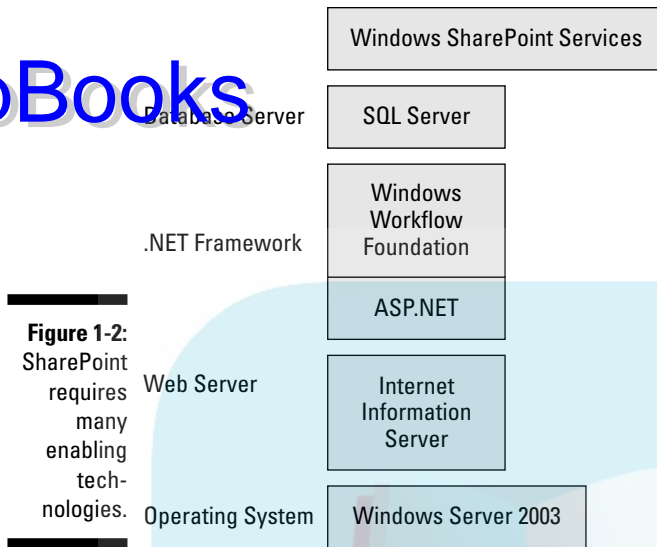 Windows SharePoint Services
Books
Database Server
SQL Server
.NET Framework
Windows
Workflow
Foundation
ASP.NET
Figure 1-2:
SharePoint
requires
many
enabling
tech-
nologies.
Web Server
Internet
Information
Server
Operating System
Windows Server 2003